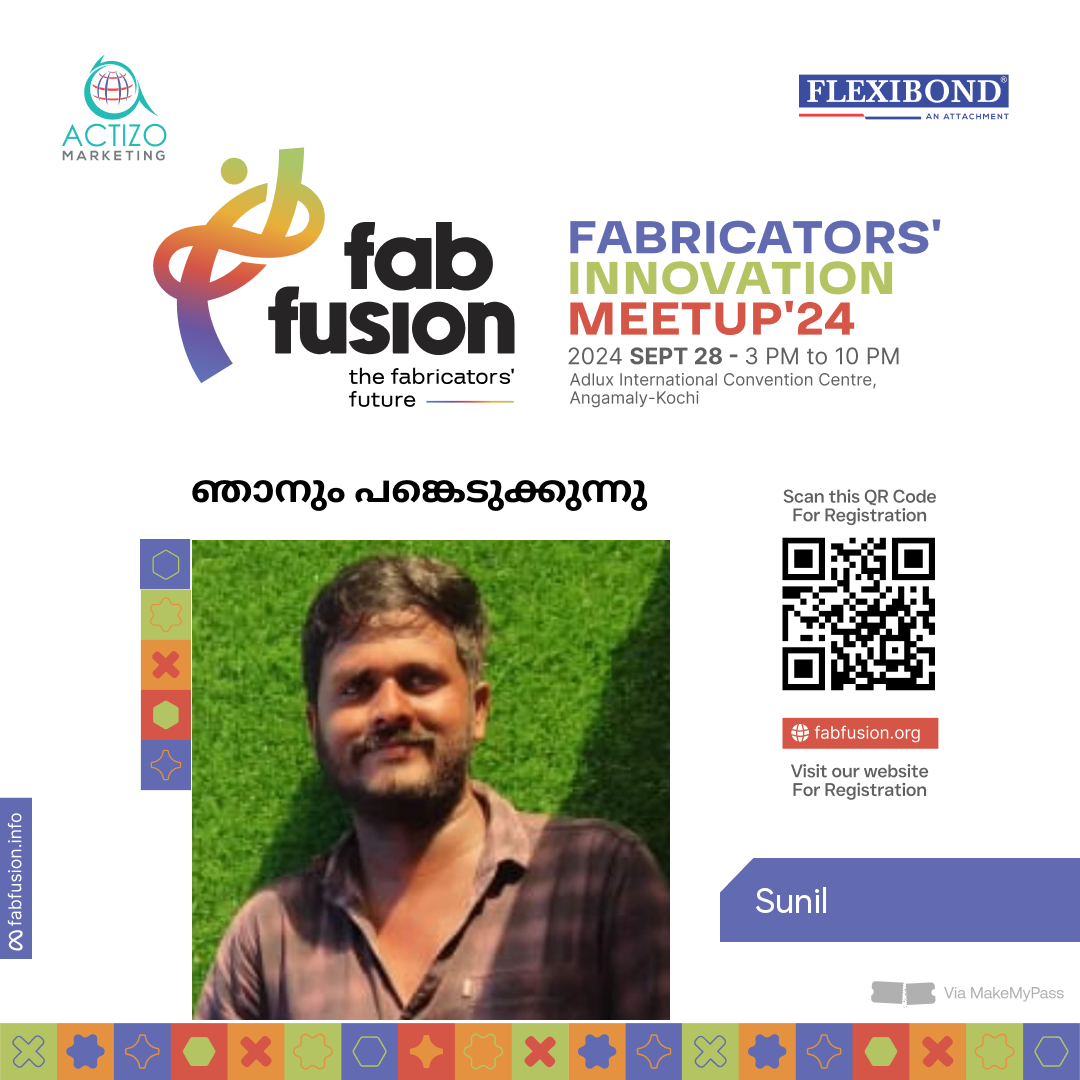 ACTIZO
MARKETING
FLEXIBOND®
AN ATTACHMENT
fab
fusion
the fabricators'
future
FABRICATORS'
INNOVATION
MEETUP'24
2024 SEPT 28 - 3 PM to 10 PM
Adlux International Convention Centre,
Angamaly-Kochi
ഞാനും പങ്കെടുക്കുന്നു
Scan this QR Code
For Registration
fabfusion.org
Visit our website
For Registration
fabfusion.info
Sunil
Via MakeMyPass